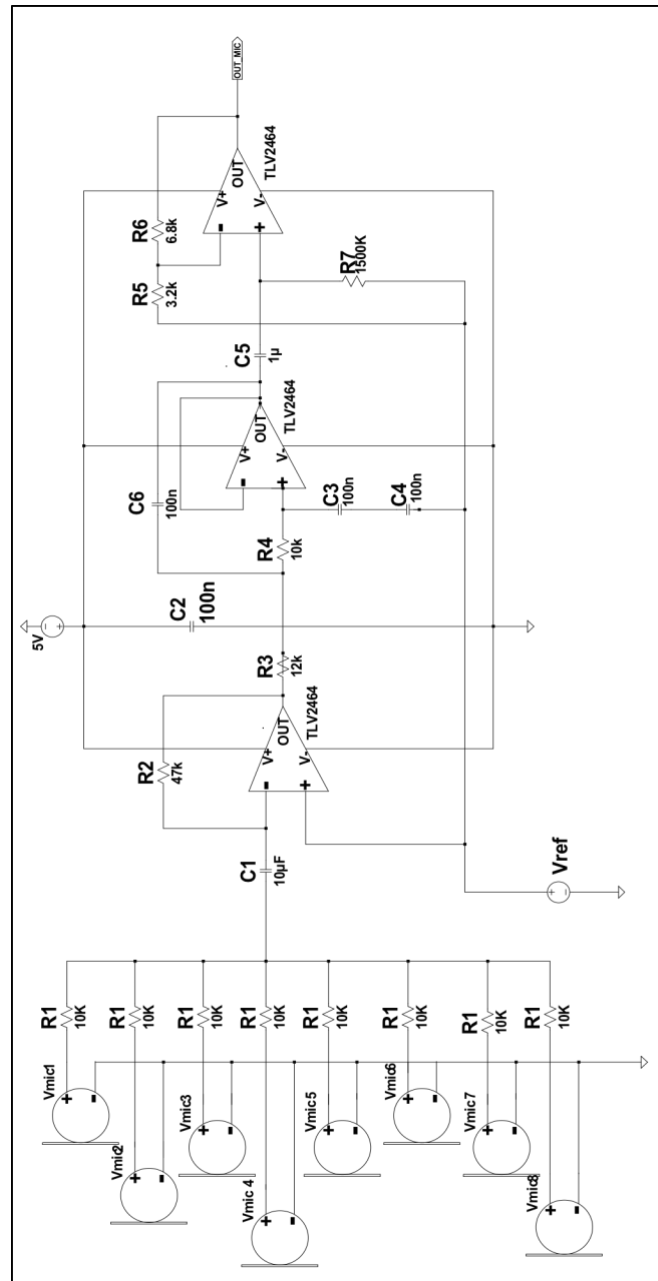 OUT_MIC
R6
6.8k
R5
3.2k
OUT
V+
V-
TLV2464
R7
1500K
C5
1µ
C6
100n
OUT
V+
V-
TLV2464
C3
100n
C4
100n
R4
10k
5V
C2
100n
R3
12k
R2
47k
OUT
V+
V-
TLV2464
C1
10µF
Vref
R1
10K
R1
10K
R1
10K
R1
10K
R1
10K
R1
10K
R1
10K
R1
10K
Vmic1
Vmic2
Vmic3
Vmic 4
Vmic5
Vmic6
Vmic7
Vmic8